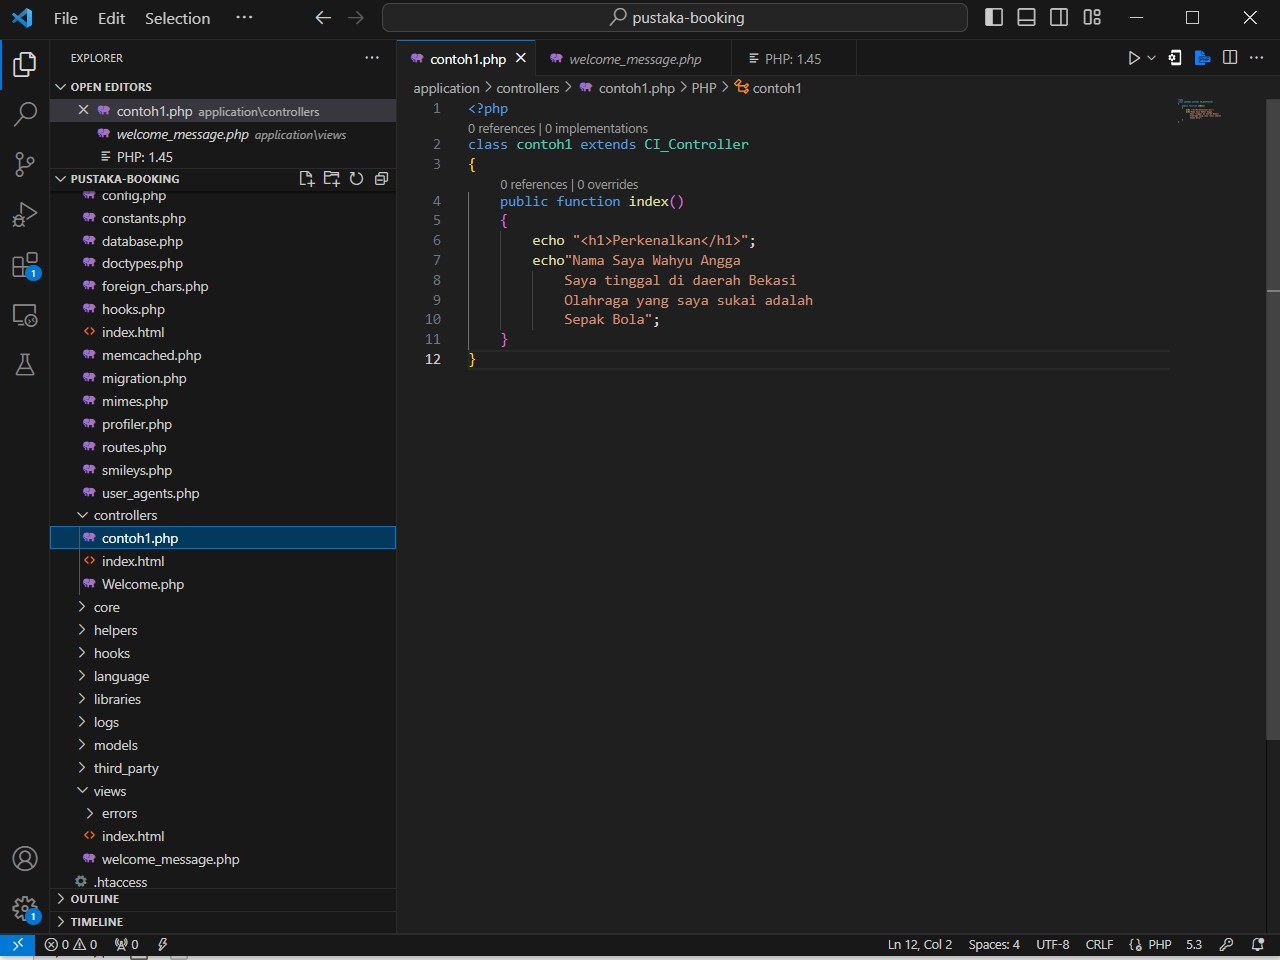 File Edit Selection ··· pustaka-booking
EXPLORER ···
OPEN EDITORS
contoh1.php application\controllers
welcome_message.php application\views
PHP: 1.45
PUSTAKA-BOOKING
config.php
constants.php
database.php
doctypes.php
foreign_chars.php
hooks.php
index.html
memcached.php
migration.php
mimes.php
profiler.php
routes.php
smileys.php
user_agents.php
controllers
contoh1.php
index.html
Welcome.php
core
helpers
hooks
language
libraries
logs
models
third_party
views
errors
index.html
welcome_message.php
.htaccess
OUTLINE
TIMELINE
1
1
contoh1.php welcome_message.php PHP: 1.45
application > controllers > contoh1.php > PHP > contoh1
1 <?php
0 references | 0 implementations
2 class contoh1 extends CI_Controller
3 {
0 references | 0 overrides
4 public function index()
5 {
6 echo "<h1>Perkenalkan</h1>";
7 echo"Nama Saya Wahyu Angga
8 Saya tinggal di daerah Bekasi
9 Olahraga yang saya sukai adalah
10 Sepak Bola";
11 }
12 }
0 0 0 Ln 12, Col 2 Spaces: 4 UTF-8 CRLF {} PHP 5.3